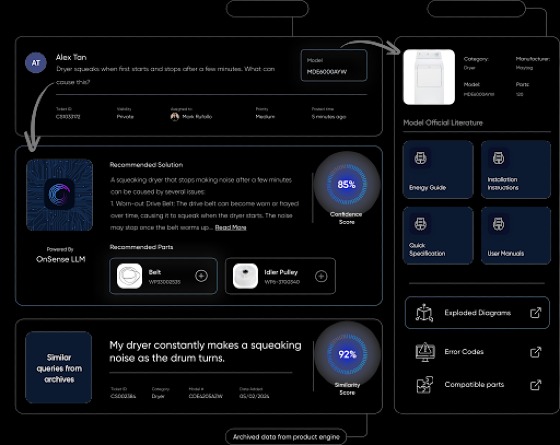 AT
Alex Tan
Dryer squeaks when first starts and stops after a few minutes. What can
cause this?
Model
MDE6000AYW
Ticket ID
CS1033172
Visibility
Private
Assigned to
Mark Rufallo
Priority
Medium
Posted time
5 minutes ago
Recommended Solution
A squeaking dryer that stops making noise after a few minutes
can be caused by several issues:
1. Worn-out Drive Belt: The drive belt can become worn or frayed
over time, causing it to squeak when the dryer starts. The noise
may stop once the belt warms up... Read More
Powered By
OnSense LLM
85%
Confidence
Score
Recommended Parts
Belt
WP33002535
Idler Pulley
WP6-3700340
Similar
queries from
archives
My dryer constantly makes a squeaking
noise as the drum turns.
Ticket ID
CS002384
Category
Dryer
Model #
Date Added
05/02/2024
92%
Similarity
Score
Archived data from product engine
Category:
Dryer
Manufacturer:
Maytag
Model:
MDE6000AYW
Parts:
Model Official Literature
Energy Guide
Installation
Instructions
Quick
Specification
User Manuals
Exploded Diagrams
Error Codes
Compatible parts